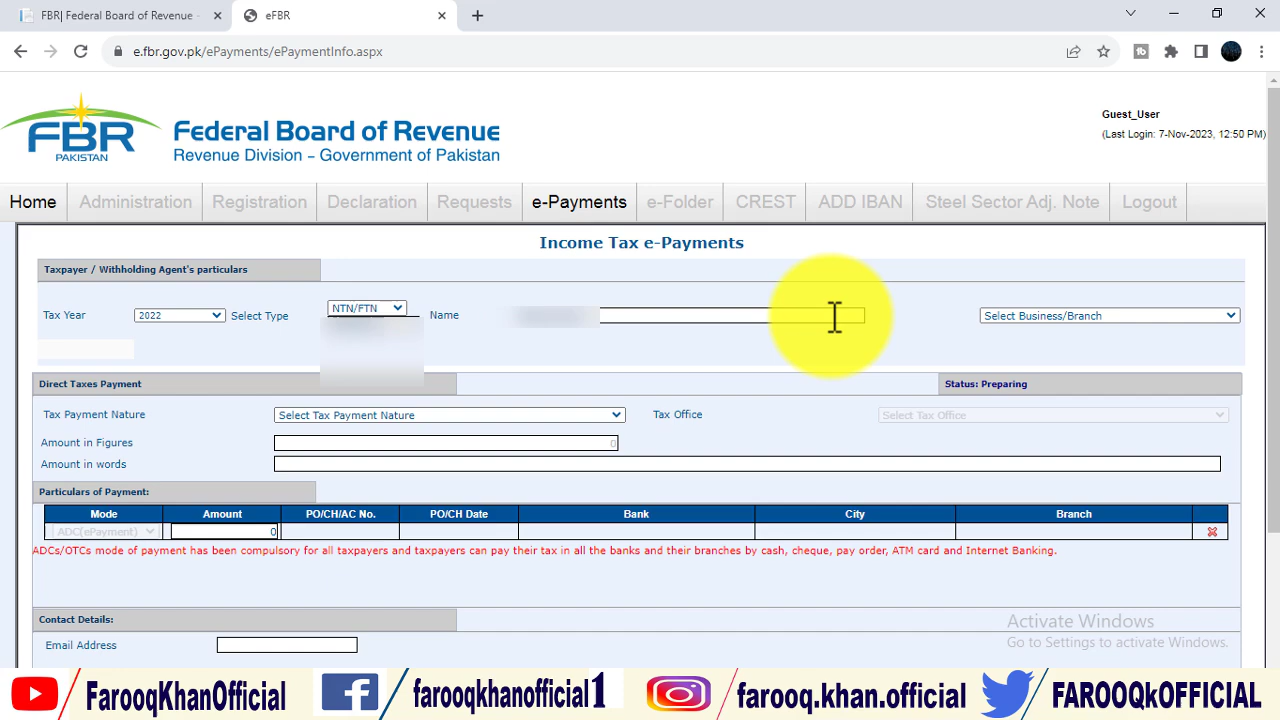 FBR| Federal Board of Revenue -
eFBR
e.fbr.gov.pk/ePayments/ePaymentInfo.aspx
FBR
PAKISTAN
Federal Board of Revenue
Revenue Division – Government of Pakistan
Guest_User
(Last Login: 7-Nov-2023, 12:50 PM)
Home Administration Registration Declaration Requests e-Payments e-Folder CREST ADD IBAN Steel Sector Adj. Note Logout
Income Tax e-Payments
Taxpayer / Withholding Agent's particulars
Tax Year 2022 Select Type NTN/FTN Name Select Business/Branch
Direct Taxes Payment Status: Preparing
Tax Payment Nature Select Tax Payment Nature Tax Office Select Tax Office
Amount in Figures 0
Amount in words
Particulars of Payment:
Mode Amount PO/CH/AC No. PO/CH Date Bank City Branch
ADC(ePayment) 0
ADCs/OTCs mode of payment has been compulsory for all taxpayers and taxpayers can pay their tax in all the banks and their branches by cash, cheque, pay order, ATM card and Internet Banking.
Contact Details:
Email Address
Activate Windows
Go to Settings to activate Windows.
FarooqKhanOfficial farooqkhanofficial1 farooq.khan.official FAROOQkOFFICIAL